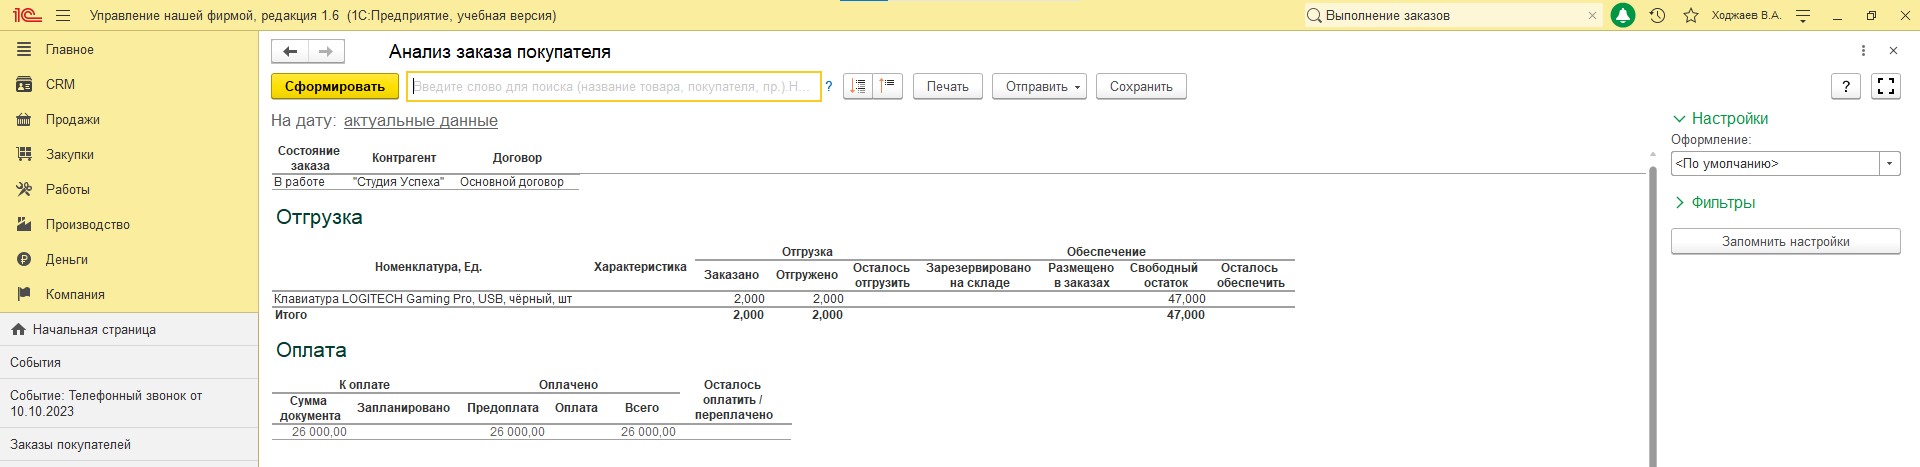 1С Управление нашей фирмой, редакция 1.6 (1С:Предприятие, учебная версия)
Выполнение заказов
Ходжаев В.А.
Главное
CRM
Продажи
Закупки
Работы
Производство
Деньги
Компания
Начальная страница
События
Событие: Телефонный звонок от
10.10.2023
Заказы покупателей
Анализ заказа покупателя
Сформировать
Введите слово для поиска (название товара, покупателя, пр.).Н...
?
Печать
Отправить
Сохранить
?
На дату: актуальные данные
Состояние заказа Контрагент Договор
В работе "Студия Успеха" Основной договор
Отгрузка
Отгрузка Обеспечение
Номенклатура, Ед. Характеристика Заказано Отгружено Осталось отгрузить Зарезервировано на складе Размещено в заказах Свободный остаток Осталось обеспечить
Клавиатура LOGITECH Gaming Pro, USB, чёрный, шт 2,000 2,000 47,000
Итого 2,000 2,000 47,000
Оплата
К оплате Оплачено Осталось оплатить / переплачено
Сумма документа Запланировано Предоплата Оплата Всего
26 000,00 26 000,00 26 000,00
Настройки
Оформление:
<По умолчанию>
Фильтры
Запомнить настройки